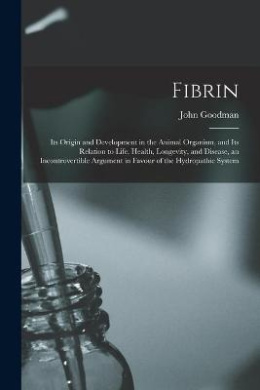 FIBRIN
John Goodman
Its Origin and Development in the Animal Organism, and Its
Relation to Life, Health, Longevity, and Disease, an
Incontrovertible Argument in Favour of the Hydropathic System